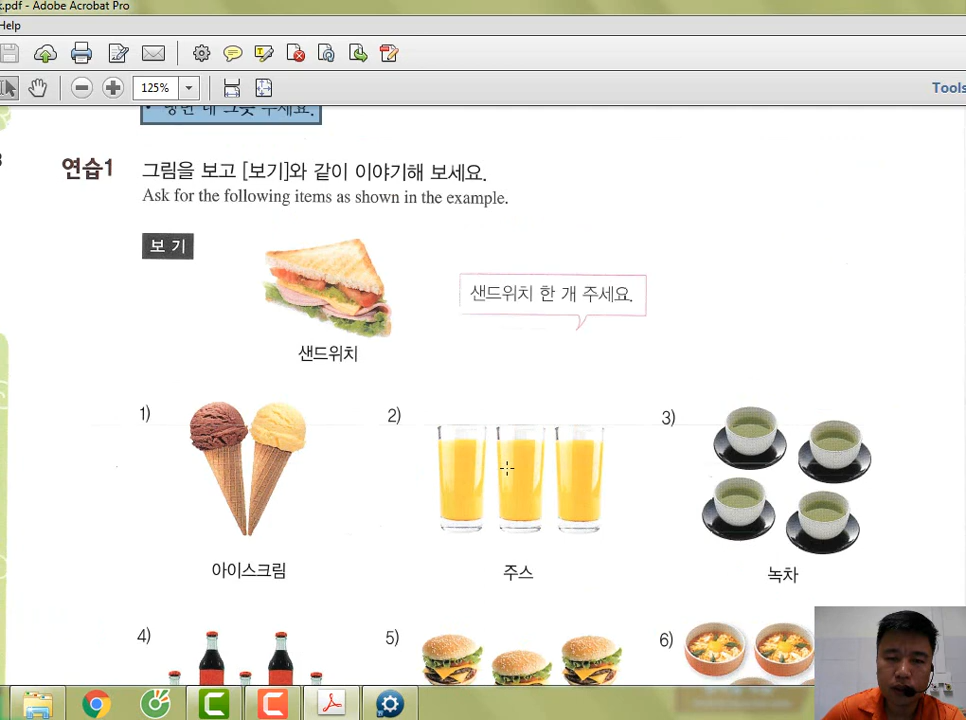 k.pdf - Adobe Acrobat Pro
Help
125%
Tools
연습1
그림을 보고 [보기]와 같이 이야기해 보세요.
Ask for the following items as shown in the example.
보 기
샌드위치 한 개 주세요.
샌드위치
1)
2)
3)
아이스크림
주스
녹차
4)
5)
6)